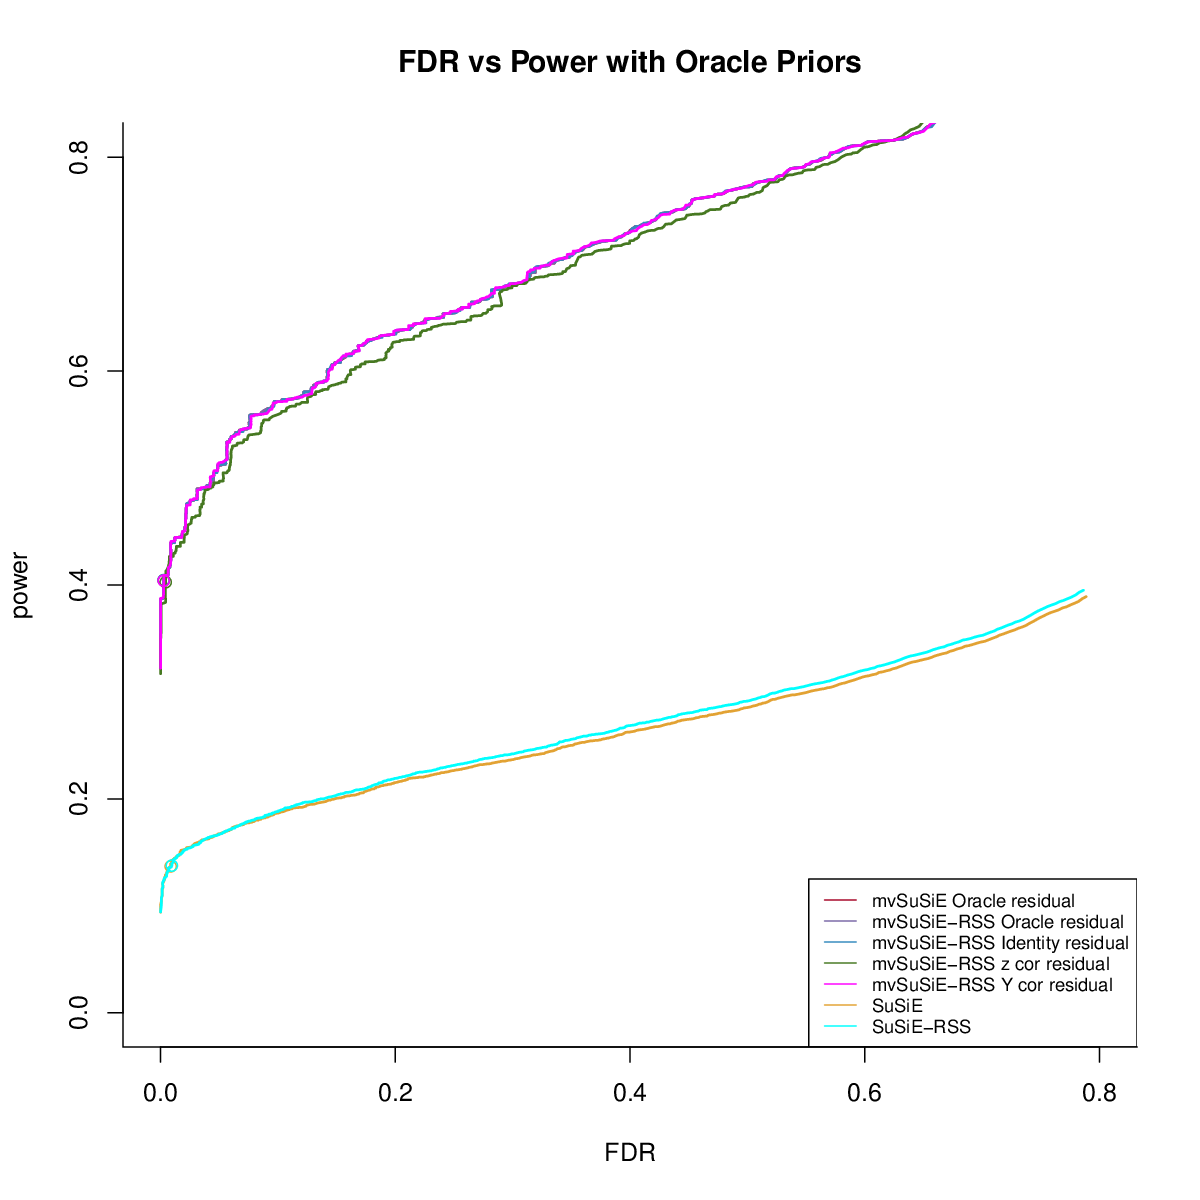 FDR vs Power with Oracle Priors
0.8
0.6
0.4
0.2
0.0
power
mvSuSiE Oracle residual
mvSuSiE−RSS Oracle residual
mvSuSiE−RSS Identity residual
mvSuSiE−RSS z cor residual
mvSuSiE−RSS Y cor residual
SuSiE
SuSiE−RSS
0.0 0.2 0.4 0.6 0.8
FDR